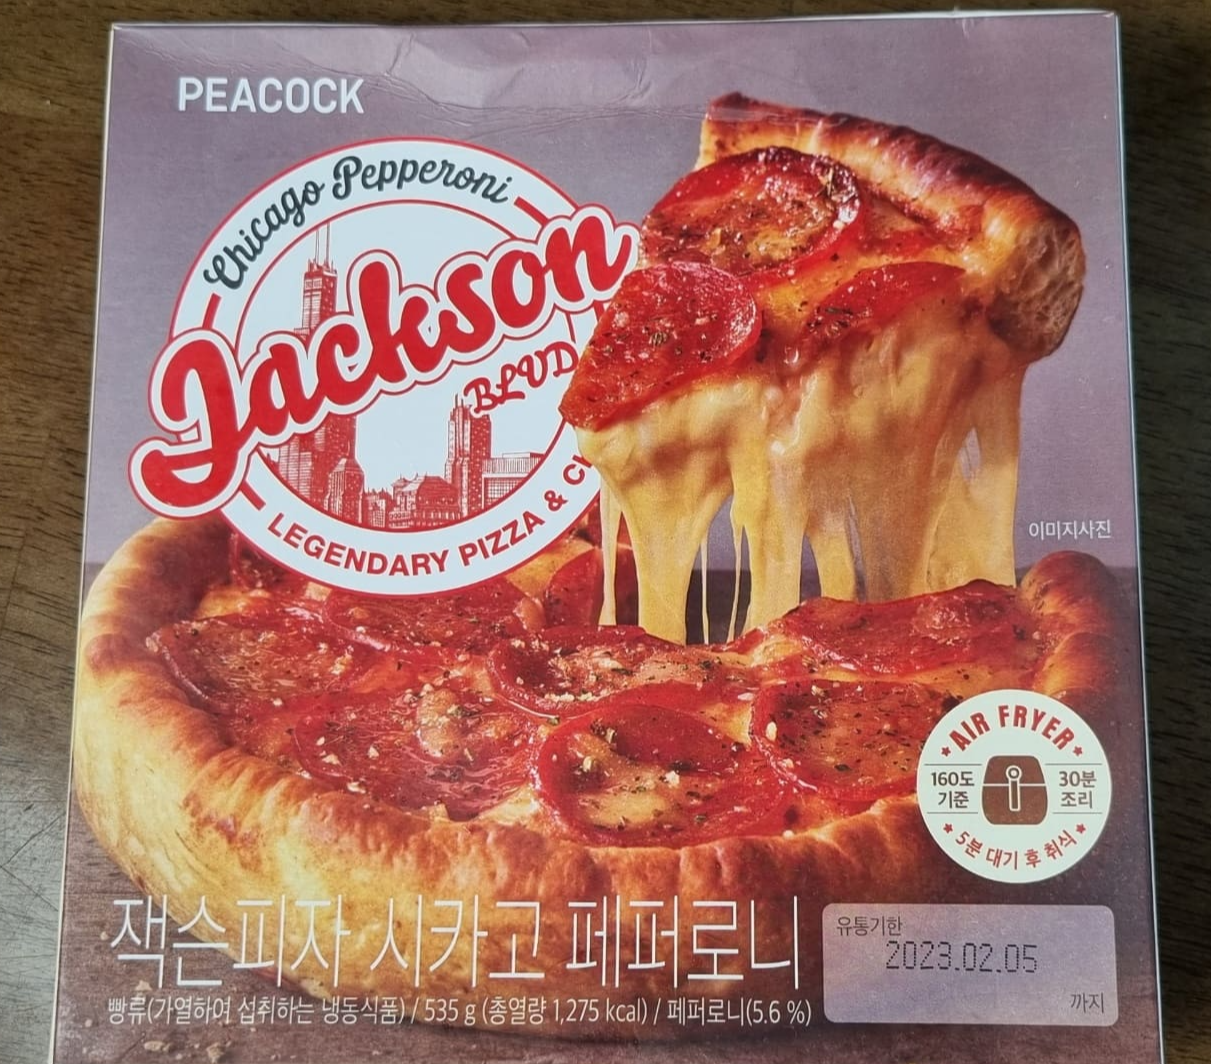 PEACOCK
Chicago Pepperoni
Jackson
BLVD
LEGENDARY PIZZA &
이미지사진
AIR FRYER
160도
기준
30분
조리
5분 대기 후 취식
잭슨피자 시카고 페퍼로니
빵류(가열하여 섭취하는 냉동식품) / 535 g (총열량 1,275 kcal) / 페퍼로니(5.6 %)
유통기한
2023.02.05
까지